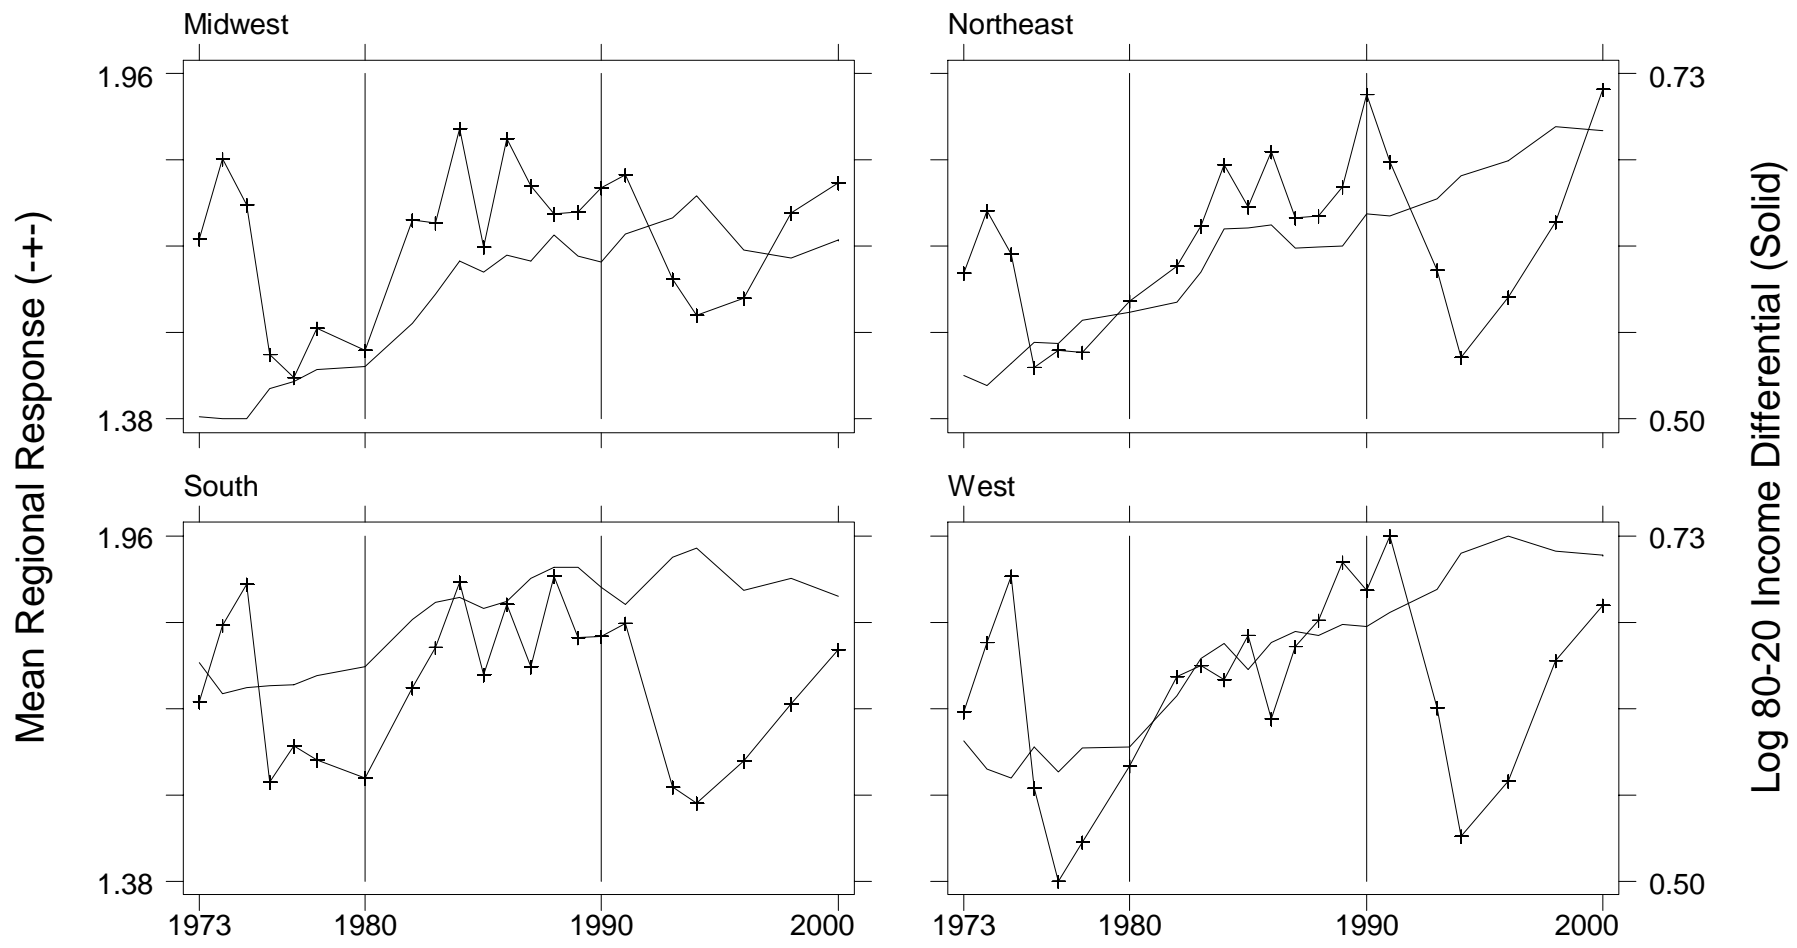 Midwest
Northeast
1.96
1.38
0.73
0.50
South
West
1.96
1.38
0.73
0.50
1973
1980
1990
2000
1973
1980
1990
2000
Mean Regional Response (-+-)
Log 80-20 Income Differential (Solid)